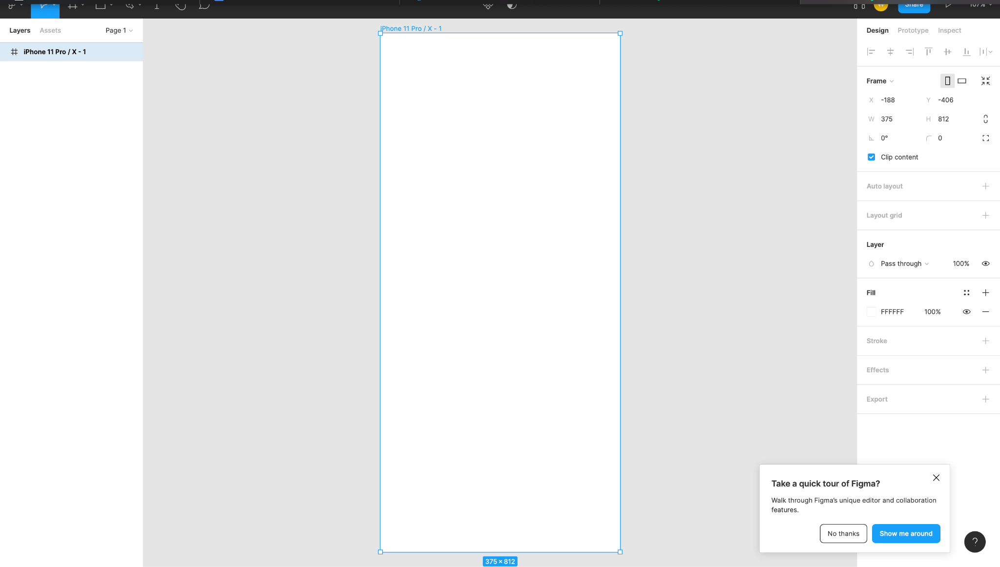 Share
107%
Layers Assets Page 1
iPhone 11 Pro / X - 1
iPhone 11 Pro / X - 1
375 × 812
Design Prototype Inspect
Frame
X -188 Y -406
W 375 H 812
0° 0
Clip content
Auto layout
Layout grid
Layer
Pass through 100%
Fill
FFFFFF 100%
Stroke
Effects
Export
Take a quick tour of Figma?
Walk through Figma's unique editor and collaboration
features.
No thanks Show me around
?